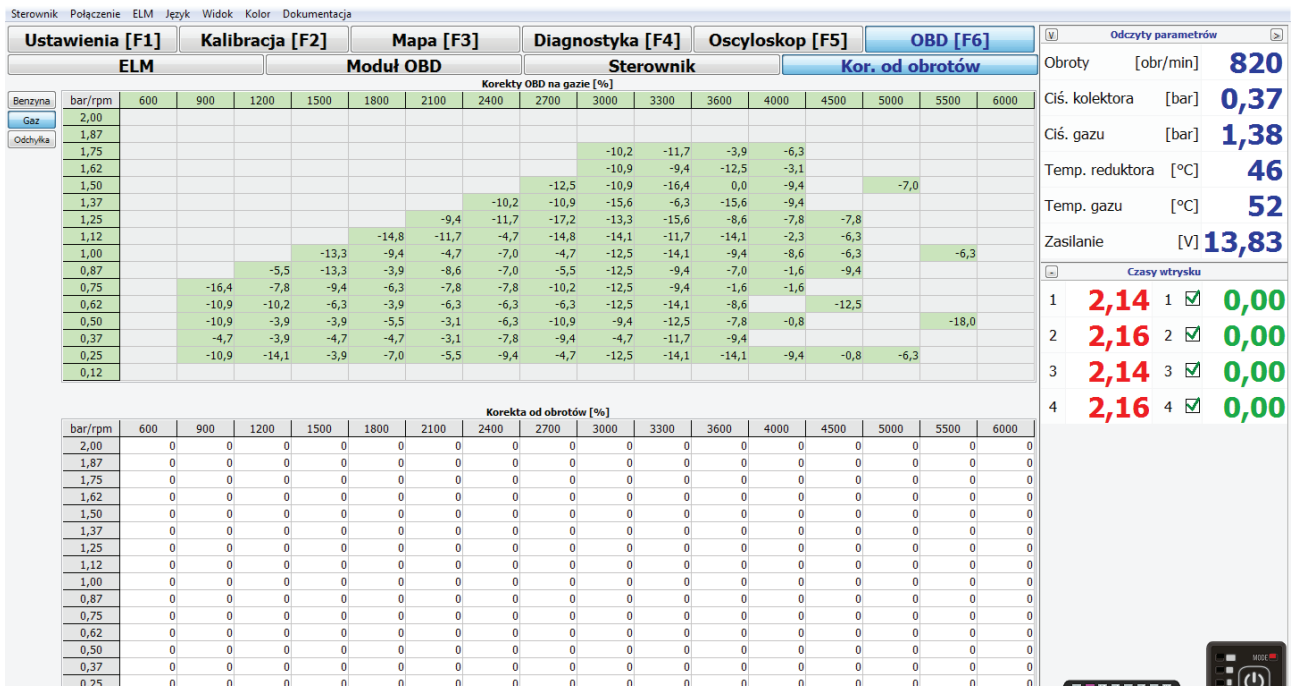 Sterownik Połączenie ELM Język Widok Kolor Dokumentacja
Ustawienia [F1] Kalibracja [F2] Mapa [F3] Diagnostyka [F4] Oscyloskop [F5] OBD [F6]
ELM Moduł OBD Sterownik Kor. od obrotów
Korekty OBD na gazie [%]
Benzyna
Gaz
Odchyłka
bar/rpm 600 900 1200 1500 1800 2100 2400 2700 3000 3300 3600 4000 4500 5000 5500 6000
2,00
1,87
1,75 -10,2 -11,7 -3,9 -6,3
1,62 -10,9 -9,4 -12,5 -3,1
1,50 -12,5 -10,9 -16,4 0,0 -9,4 -7,0
1,37 -10,2 -10,9 -15,6 -6,3 -15,6 -9,4
1,25 -9,4 -11,7 -17,2 -13,3 -15,6 -8,6 -7,8 -7,8
1,12 -14,8 -11,7 -4,7 -14,8 -14,1 -11,7 -14,1 -2,3 -6,3
1,00 -13,3 -9,4 -4,7 -7,0 -4,7 -12,5 -14,1 -9,4 -8,6 -6,3 -6,3
0,87 -5,5 -13,3 -3,9 -8,6 -7,0 -5,5 -12,5 -9,4 -7,0 -1,6 -9,4
0,75 -16,4 -7,8 -9,4 -6,3 -7,8 -7,8 -10,2 -12,5 -9,4 -1,6 -1,6
0,62 -10,9 -10,2 -6,3 -3,9 -6,3 -6,3 -6,3 -12,5 -14,1 -8,6 -12,5
0,50 -10,9 -3,9 -3,9 -5,5 -3,1 -6,3 -10,9 -9,4 -12,5 -7,8 -0,8 -18,0
0,37 -4,7 -3,9 -4,7 -4,7 -3,1 -7,8 -9,4 -4,7 -11,7 -9,4
0,25 -10,9 -14,1 -3,9 -7,0 -5,5 -9,4 -4,7 -12,5 -14,1 -14,1 -9,4 -0,8 -6,3
0,12
Korekta od obrotów [%]
bar/rpm 600 900 1200 1500 1800 2100 2400 2700 3000 3300 3600 4000 4500 5000 5500 6000
2,00 0 0 0 0 0 0 0 0 0 0 0 0 0 0 0 0
1,87 0 0 0 0 0 0 0 0 0 0 0 0 0 0 0 0
1,75 0 0 0 0 0 0 0 0 0 0 0 0 0 0 0 0
1,62 0 0 0 0 0 0 0 0 0 0 0 0 0 0 0 0
1,50 0 0 0 0 0 0 0 0 0 0 0 0 0 0 0 0
1,37 0 0 0 0 0 0 0 0 0 0 0 0 0 0 0 0
1,25 0 0 0 0 0 0 0 0 0 0 0 0 0 0 0 0
1,12 0 0 0 0 0 0 0 0 0 0 0 0 0 0 0 0
1,00 0 0 0 0 0 0 0 0 0 0 0 0 0 0 0 0
0,87 0 0 0 0 0 0 0 0 0 0 0 0 0 0 0 0
0,75 0 0 0 0 0 0 0 0 0 0 0 0 0 0 0 0
0,62 0 0 0 0 0 0 0 0 0 0 0 0 0 0 0 0
0,50 0 0 0 0 0 0 0 0 0 0 0 0 0 0 0 0
0,37 0 0 0 0 0 0 0 0 0 0 0 0 0 0 0 0
0,25 0 0 0 0 0 0 0 0 0 0 0 0 0 0 0 0
V Odczyty parametrów >
Obroty [obr/min] 820
Ciś. kolektora [bar] 0,37
Ciś. gazu [bar] 1,38
Temp. reduktora [°C] 46
Temp. gazu [°C] 52
Zasilanie [V] 13,83
- Czasy wtrysku
1 2,14 1 0,00
2 2,16 2 0,00
3 2,14 3 0,00
4 2,16 4 0,00
MODE